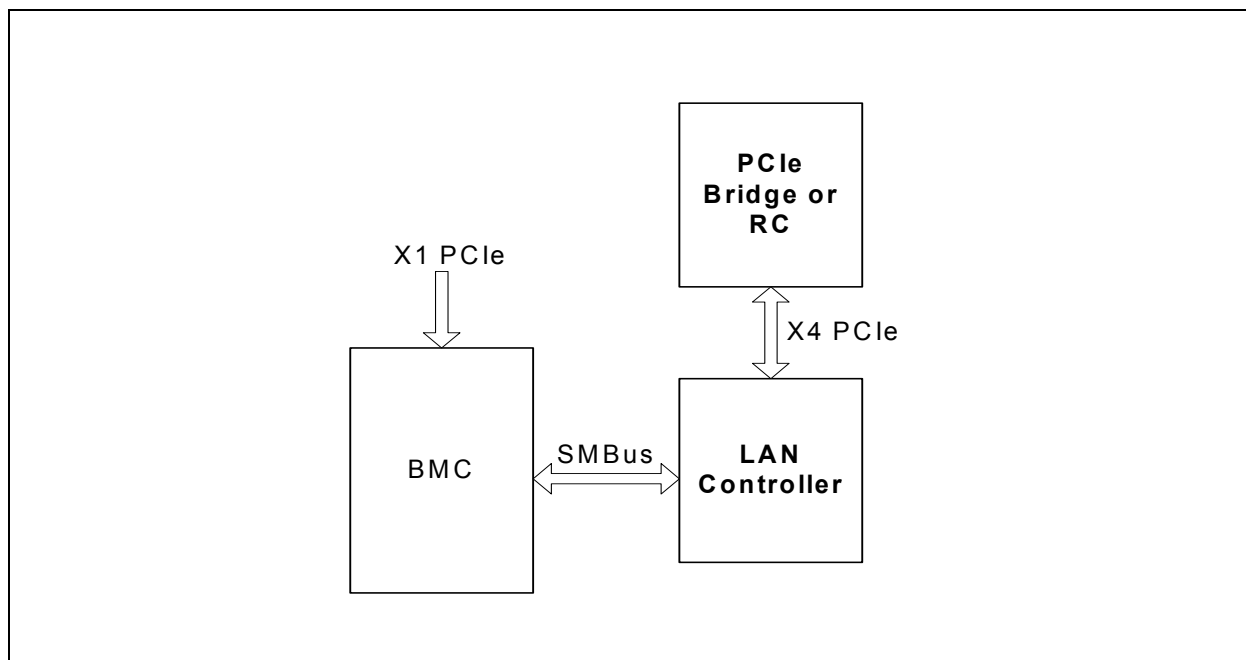 PCIe
Bridge or
RC
X1 PCIe
X4 PCIe
BMC
SMBus
LAN
Controller